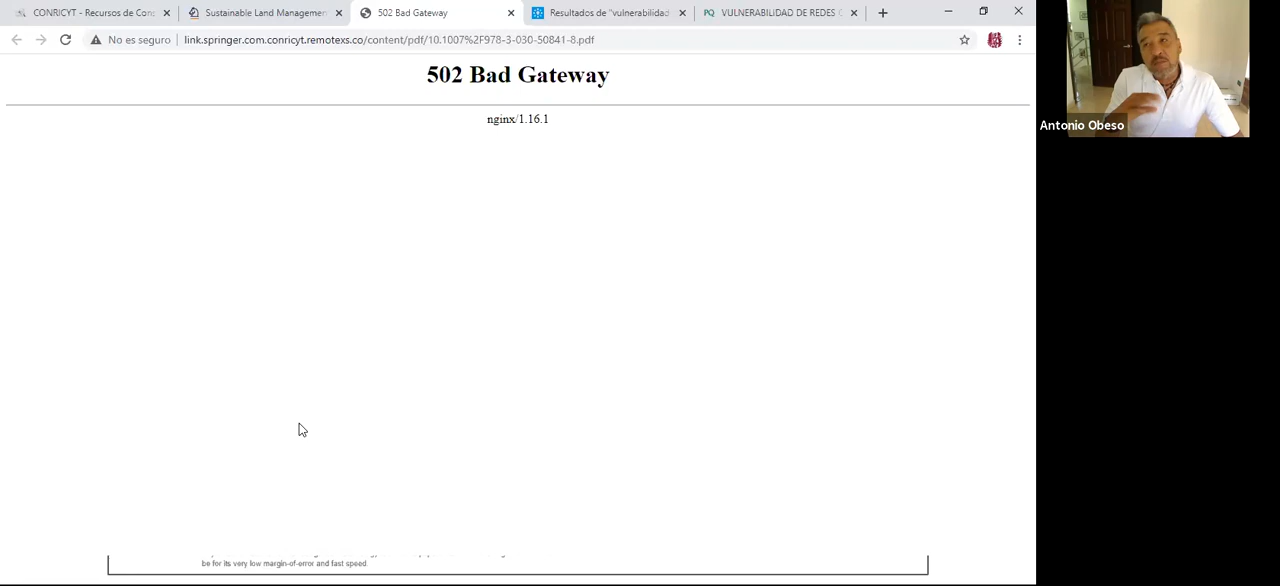 CONRICYT - Recursos de Con
Sustainable Land Managemen
502 Bad Gateway
Resultados de "vulnerabilidad
PQ VULNERABILIDAD DE REDES
No es seguro
link.springer.com.conricyt.remotexs.co/content/pdf/10.1007%2F978-3-030-50841-8.pdf
502 Bad Gateway
nginx/1.16.1
Antonio Obeso
be for its very low margin-of-error and fast speed.